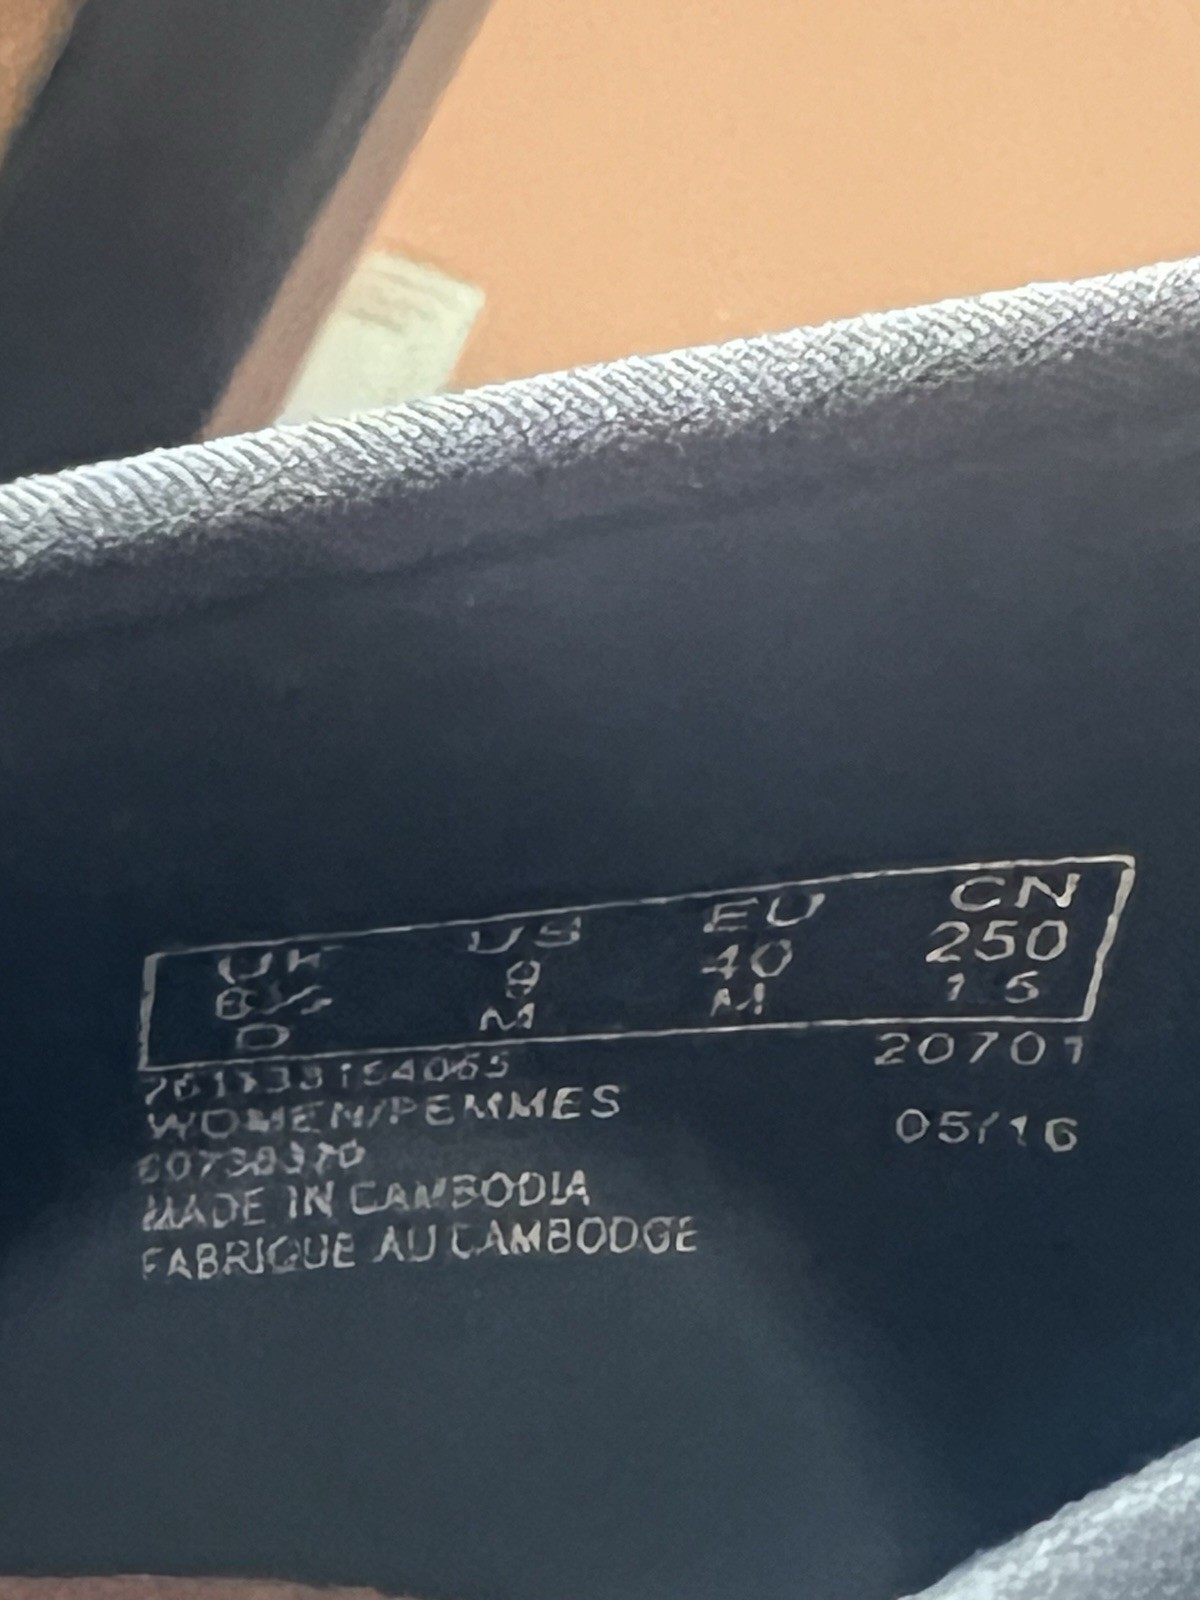 UK US EU CN
6½ 9 40 250
D M M 1.5
20701
WOMEN/FEMMES
05/16
MADE IN CAMBODIA
FABRIQUE AU CAMBODGE